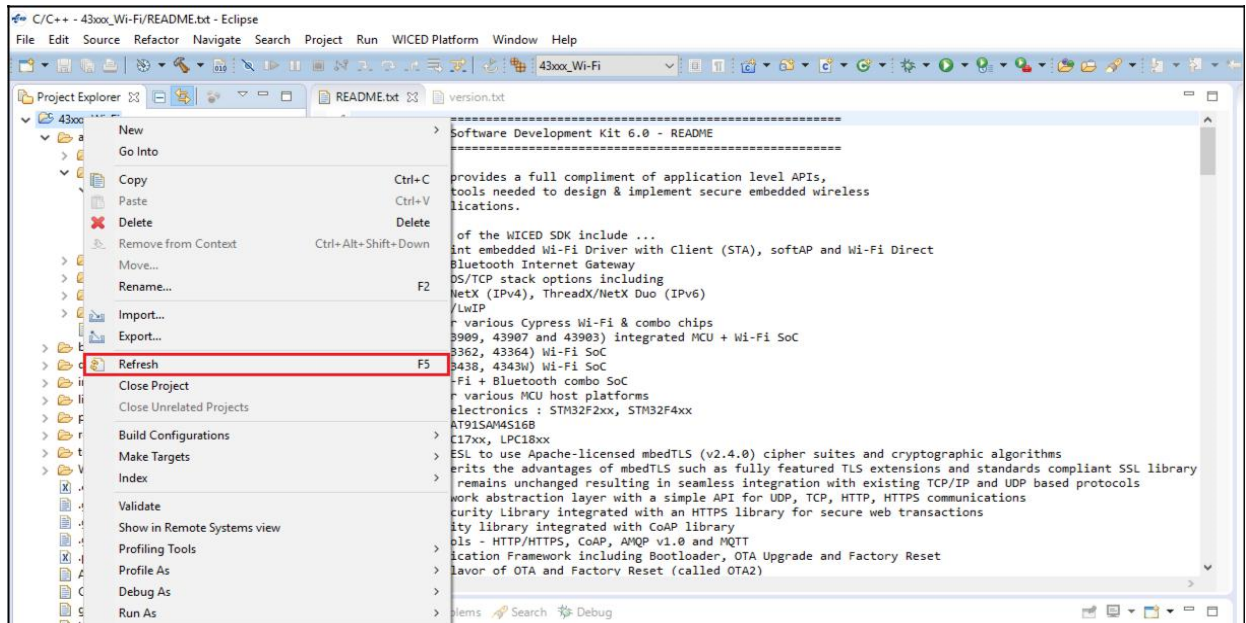 C/C++ - 43xxx_Wi-Fi/README.txt - Eclipse
File Edit Source Refactor Navigate Search Project Run WICED Platform Window Help
43xxx_Wi-Fi
Project Explorer
README.txt
version.txt
New
Go Into
Copy Ctrl+C
Paste Ctrl+V
Delete Delete
Remove from Context Ctrl+Alt+Shift+Down
Move...
Rename... F2
Import...
Export...
Refresh F5
Close Project
Close Unrelated Projects
Build Configurations
Make Targets
Index
Validate
Show in Remote Systems view
Profiling Tools
Profile As
Debug As
Run As
====================================================
Software Development Kit 6.0 - README
====================================================
provides a full compliment of application level APIs,
tools needed to design & implement secure embedded wireless
lications.
of the WICED SDK include ...
int embedded Wi-Fi Driver with Client (STA), softAP and Wi-Fi Direct
Bluetooth Internet Gateway
OS/TCP stack options including
NetX (IPv4), ThreadX/NetX Duo (IPv6)
/LwIP
r various Cypress Wi-Fi & combo chips
3909, 43907 and 43903) integrated MCU + Wi-Fi SoC
3362, 43364) Wi-Fi SoC
3438, 4343W) Wi-Fi SoC
-Fi + Bluetooth combo SoC
r various MCU host platforms
electronics : STM32F2xx, STM32F4xx
AT91SAM4S16B
C17xx, LPC18xx
ESL to use Apache-licensed mbedTLS (v2.4.0) cipher suites and cryptographic algorithms
erits the advantages of mbedTLS such as fully featured TLS extensions and standards compliant SSL library
remains unchanged resulting in seamless integration with existing TCP/IP and UDP based protocols
work abstraction layer with a simple API for UDP, TCP, HTTP, HTTPS communications
curity Library integrated with an HTTPS library for secure web transactions
ity library integrated with CoAP library
ols - HTTP/HTTPS, CoAP, AMQP v1.0 and MQTT
ication Framework including Bootloader, OTA Upgrade and Factory Reset
lavor of OTA and Factory Reset (called OTA2)
blems Search Debug